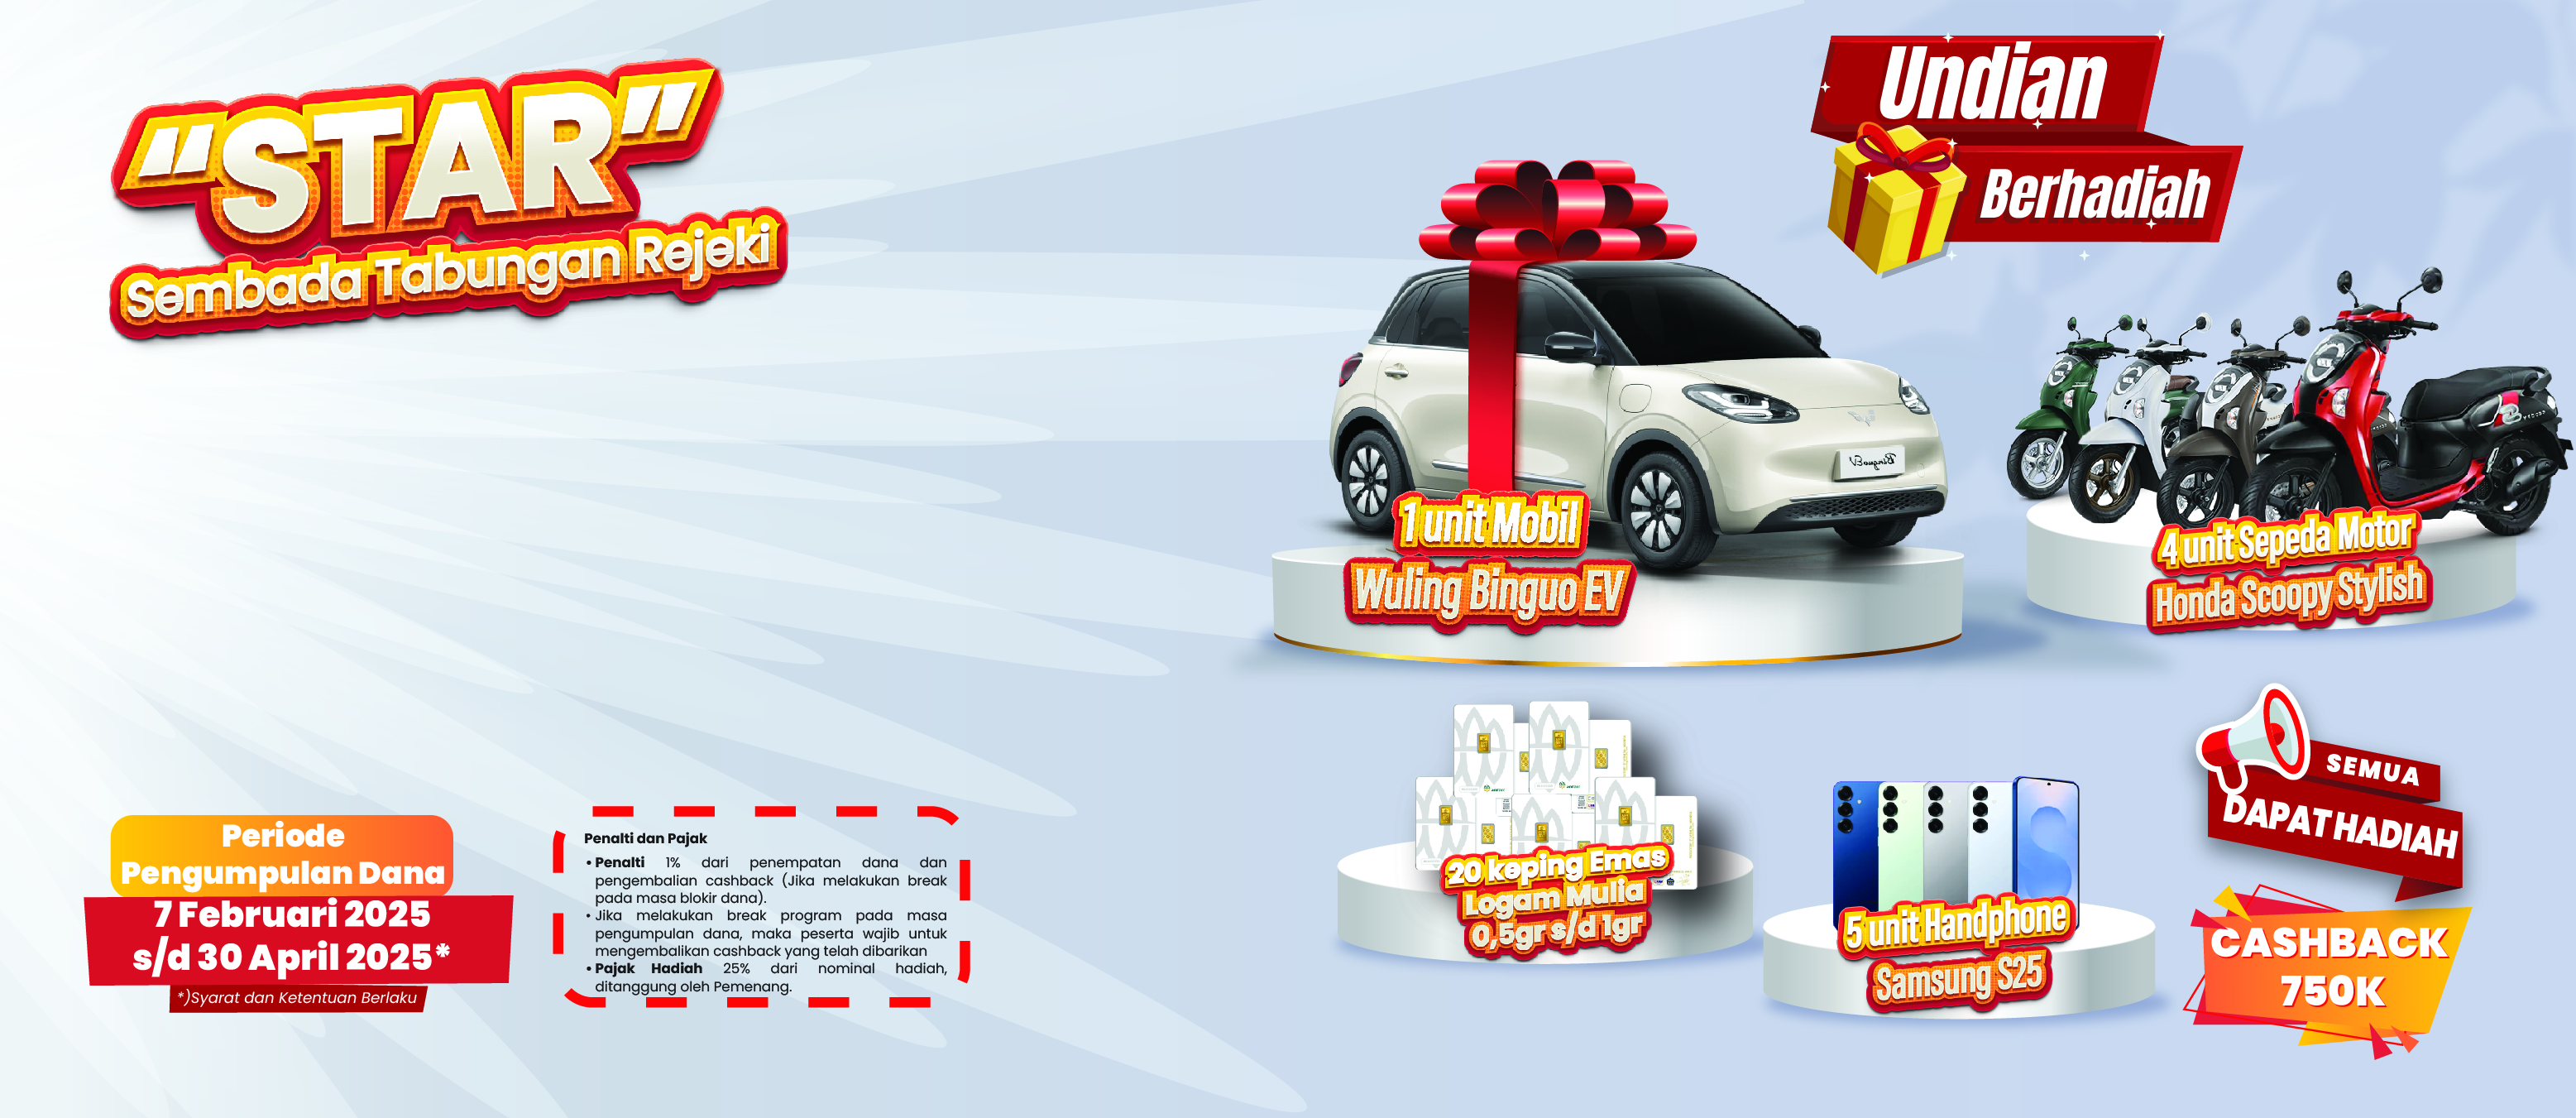 "STAR"
Sembada Tabungan Rejeki
Undian
Berhadiah
1 unit Mobil
Wuling Binguo EV
Binguo EV
4 unit Sepeda Motor
Honda Scoopy Stylish
20 keping Emas
Logam Mulia
0,5gr s/d 1gr
5 unit Handphone
Samsung S25
SEMUA
DAPAT HADIAH
CASHBACK
750K
Periode
Pengumpulan Dana
7 Februari 2025
s/d 30 April 2025*
*)Syarat dan Ketentuan Berlaku
Penalti dan Pajak
• Penalti 1% dari penempatan dana dan
pengembalian cashback (Jika melakukan break
pada masa blokir dana).
• Jika melakukan break program pada masa
pengumpulan dana, maka peserta wajib untuk
mengembalikan cashback yang telah dibarikan
• Pajak Hadiah 25% dari nominal hadiah,
ditanggung oleh Pemenang.